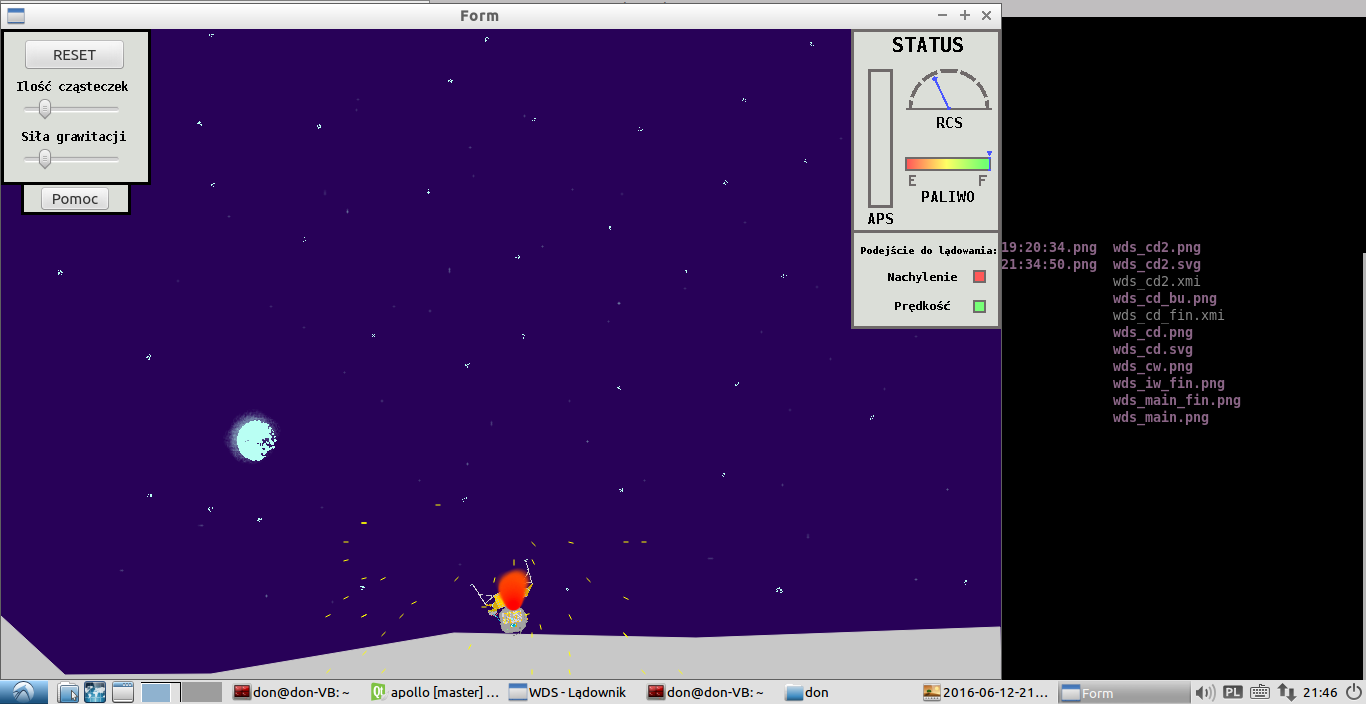 Form
RESET
Ilość cząsteczek
Siła grawitacji
Pomoc
STATUS
RCS
E F
PALIWO
APS
Podejście do lądowania:
Nachylenie
Prędkość
19:20:34.png wds_cd2.png
21:34:50.png wds_cd2.svg
wds_cd2.xmi
wds_cd_bu.png
wds_cd_fin.xmi
wds_cd.png
wds_cd.svg
wds_cw.png
wds_iw_fin.png
wds_main_fin.png
wds_main.png
don@don-VB: ~ apollo [master] ... WDS - Lądownik don@don-VB: ~ don 2016-06-12-21... Form PL 21:46